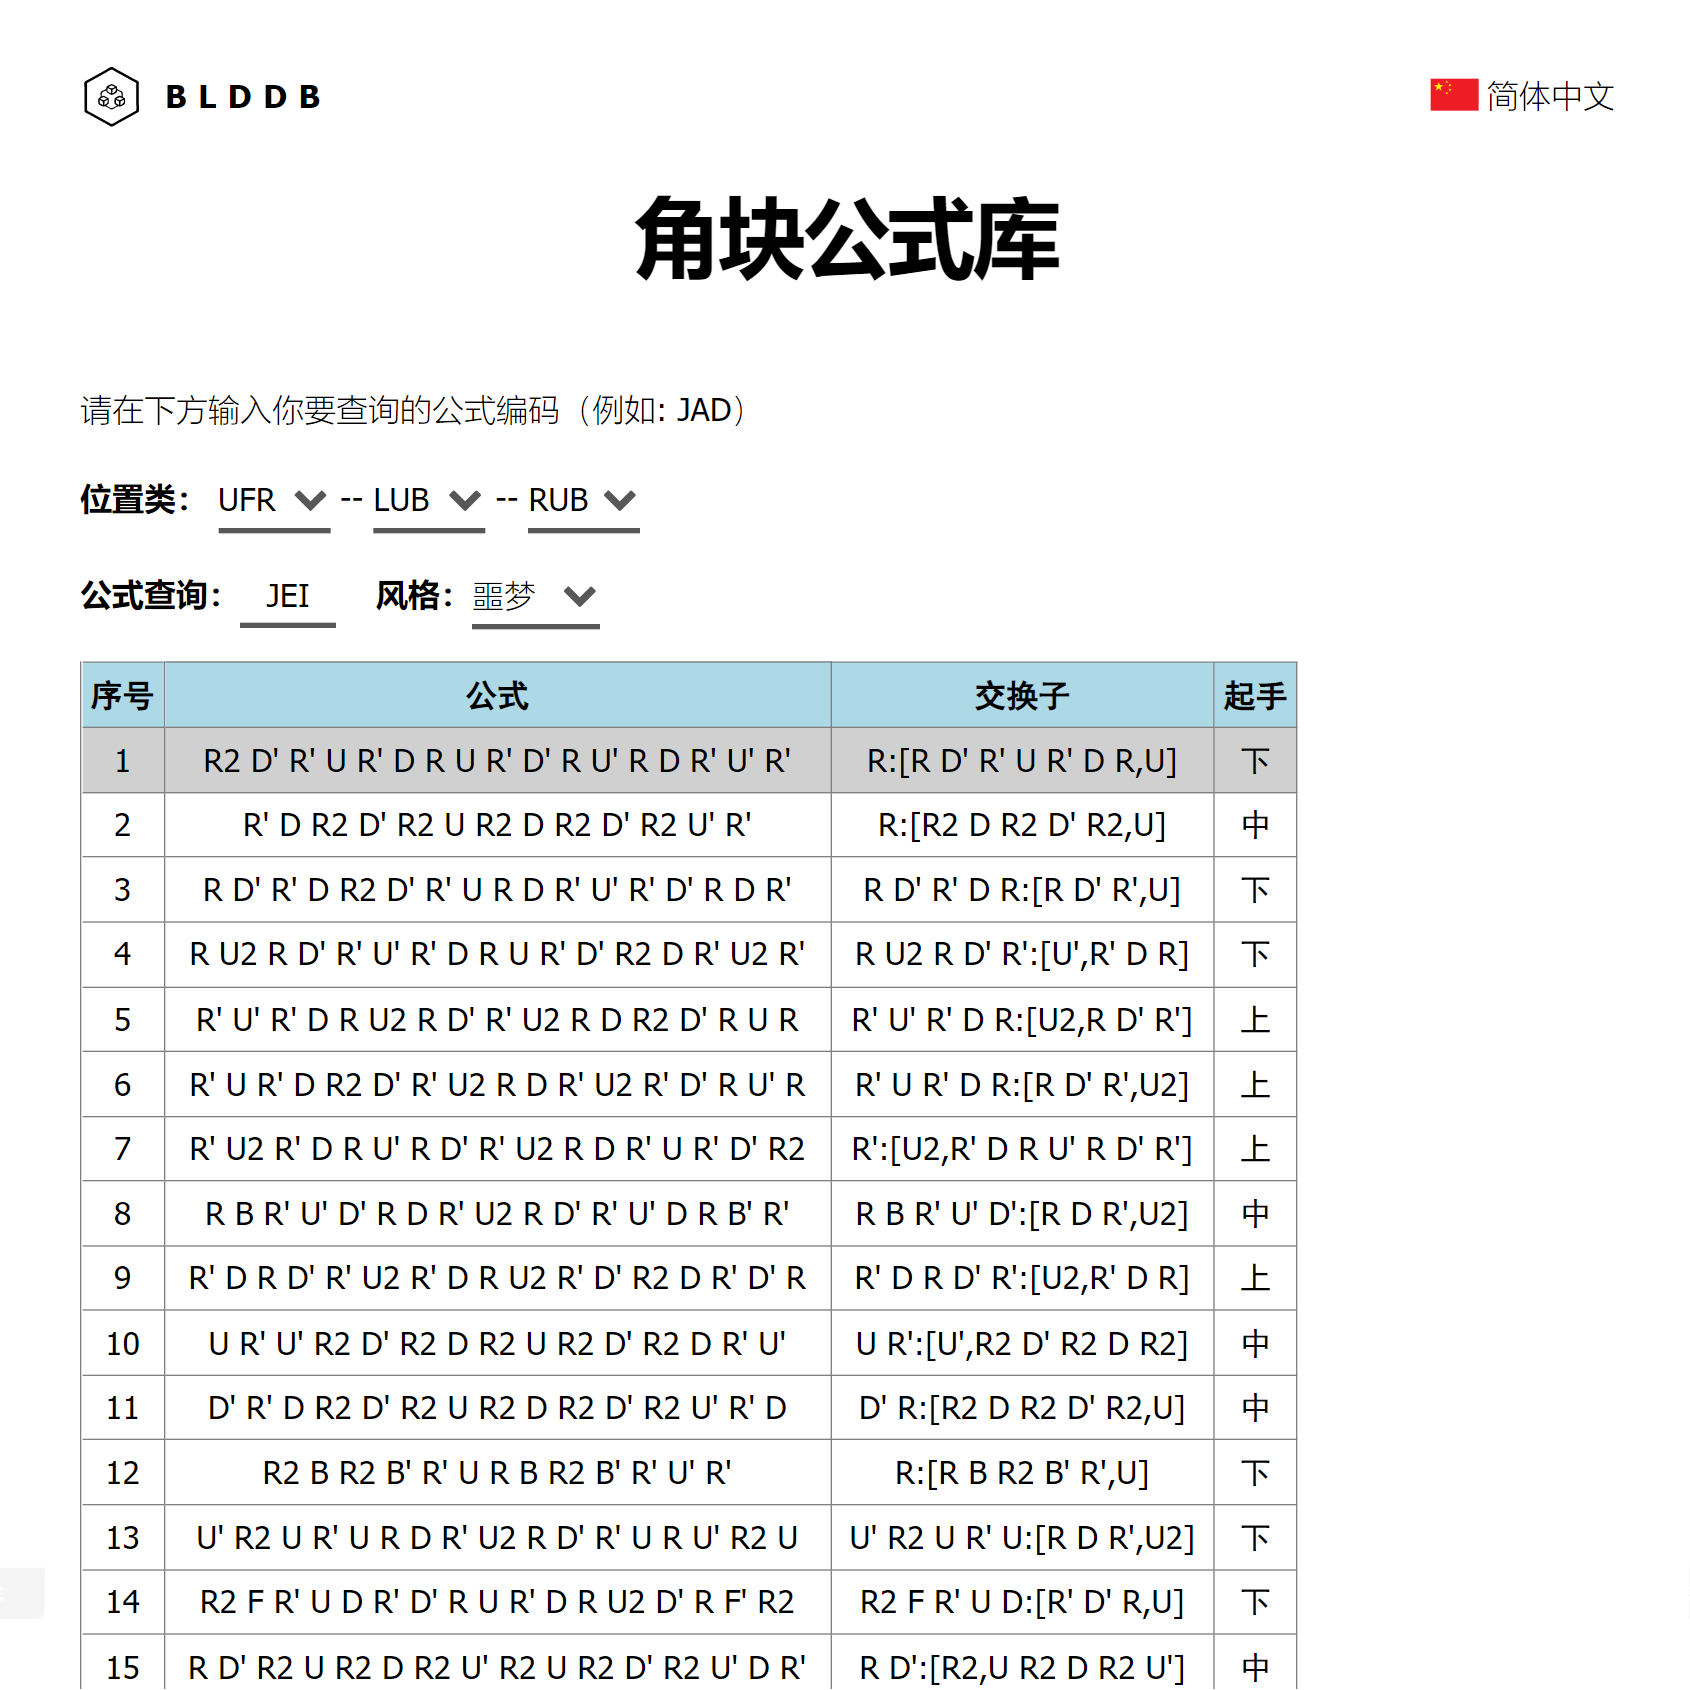 BLDDB
简体中文
角块公式库
请在下方输入你要查询的公式编码（例如: JAD）
位置类： UFR -- LUB -- RUB
公式查询： JEI 风格： 噩梦
序号 公式 交换子 起手
1 R2 D' R' U R' D R U R' D' R U' R D R' U' R' R:[R D' R' U R' D R,U] 下
2 R' D R2 D' R2 U R2 D R2 D' R2 U' R' R:[R2 D R2 D' R2,U] 中
3 R D' R' D R2 D' R' U R D R' U' R' D' R D R' R D' R' D R:[R D' R',U] 下
4 R U2 R D' R' U' R' D R U R' D' R2 D R' U2 R' R U2 R D' R':[U',R' D R] 下
5 R' U' R' D R U2 R D' R' U2 R D R2 D' R U R R' U' R' D R:[U2,R D' R'] 上
6 R' U R' D R2 D' R' U2 R D R' U2 R' D' R U' R R' U R' D R:[R D' R',U2] 上
7 R' U2 R' D R U' R D' R' U2 R D R' U R' D' R2 R':[U2,R' D R U' R D' R'] 上
8 R B R' U' D' R D R' U2 R D' R' U' D R B' R' R B R' U' D':[R D R',U2] 中
9 R' D R D' R' U2 R' D R U2 R' D' R2 D R' D' R R' D R D' R':[U2,R' D R] 上
10 U R' U' R2 D' R2 D R2 U R2 D' R2 D R' U' U R':[U',R2 D' R2 D R2] 中
11 D' R' D R2 D' R2 U R2 D R2 D' R2 U' R' D D' R:[R2 D R2 D' R2,U] 中
12 R2 B R2 B' R' U R B R2 B' R' U' R' R:[R B R2 B' R',U] 下
13 U' R2 U R' U R D R' U2 R D' R' U R U' R2 U U' R2 U R' U:[R D R',U2] 下
14 R2 F R' U D R' D' R U R' D R U2 D' R F' R2 R2 F R' U D:[R' D' R,U] 下
15 R D' R2 U R2 D R2 U' R2 U R2 D' R2 U' D R' R D':[R2,U R2 D R2 U'] 中